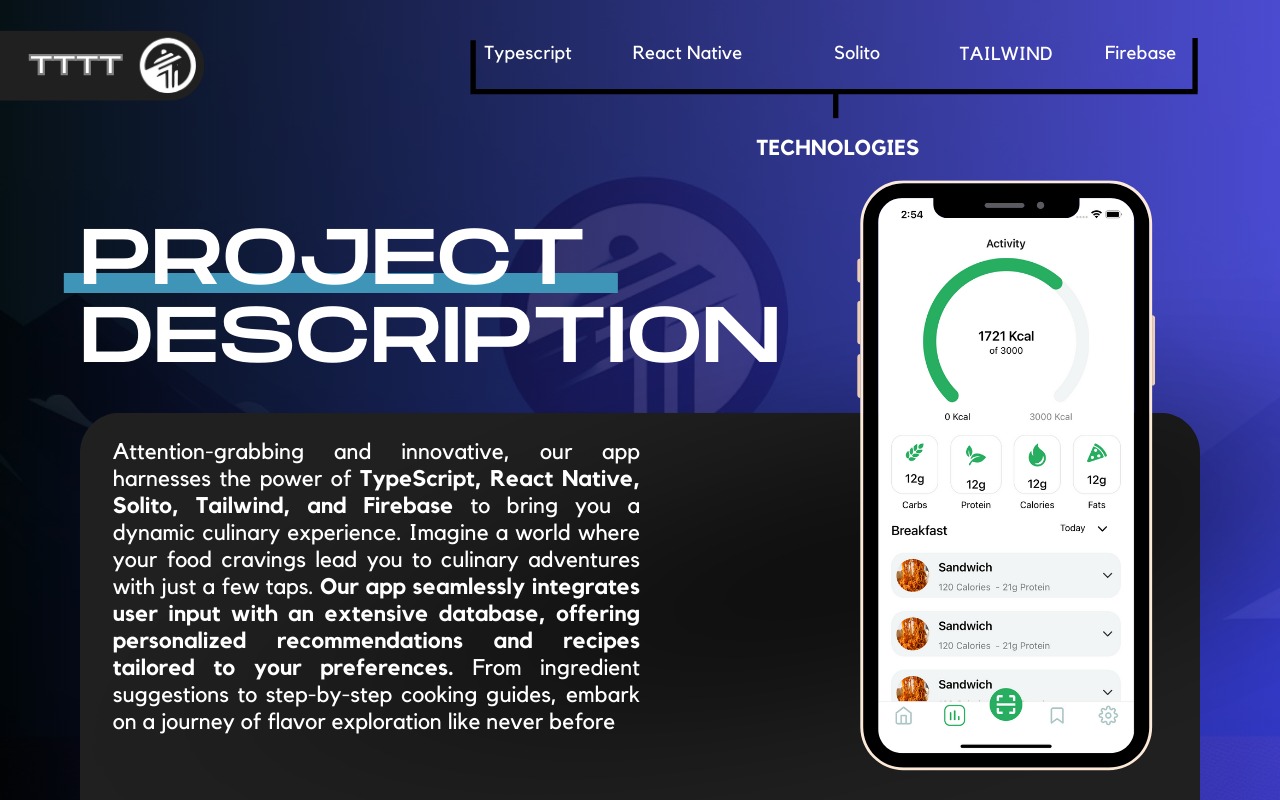 TTTT
Typescript React Native Solito TAILWIND Firebase
TECHNOLOGIES
PROJECT
DESCRIPTION
Attention-grabbing and innovative, our app
harnesses the power of TypeScript, React Native,
Solito, Tailwind, and Firebase to bring you a
dynamic culinary experience. Imagine a world where
your food cravings lead you to culinary adventures
with just a few taps. Our app seamlessly integrates
user input with an extensive database, offering
personalized recommendations and recipes
tailored to your preferences. From ingredient
suggestions to step-by-step cooking guides, embark
on a journey of flavor exploration like never before
2:54
Activity
1721 Kcal
of 3000
0 Kcal 3000 Kcal
12g 12g 12g 12g
Carbs Protein Calories Fats
Breakfast Today
Sandwich
120 Calories - 21g Protein
Sandwich
120 Calories - 21g Protein
Sandwich